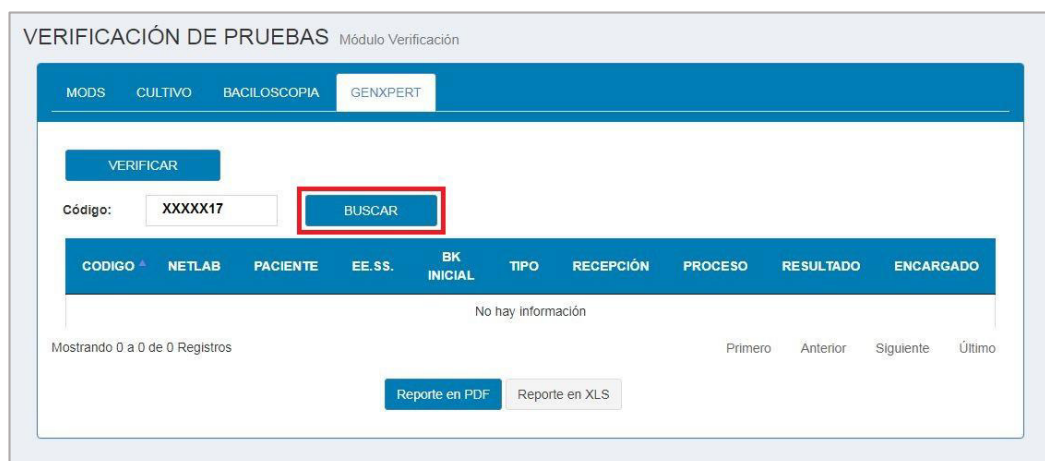 VERIFICACIÓN DE PRUEBAS Módulo Verificación
MODS CULTIVO BACILOSCOPIA GENXPERT
VERIFICAR
Código: XXXXX17 BUSCAR
CODIGO NETLAB PACIENTE EE.SS. BK INICIAL TIPO RECEPCIÓN PROCESO RESULTADO ENCARGADO
No hay información
Mostrando 0 a 0 de 0 Registros Primero Anterior Siguiente Último
Reporte en PDF Reporte en XLS